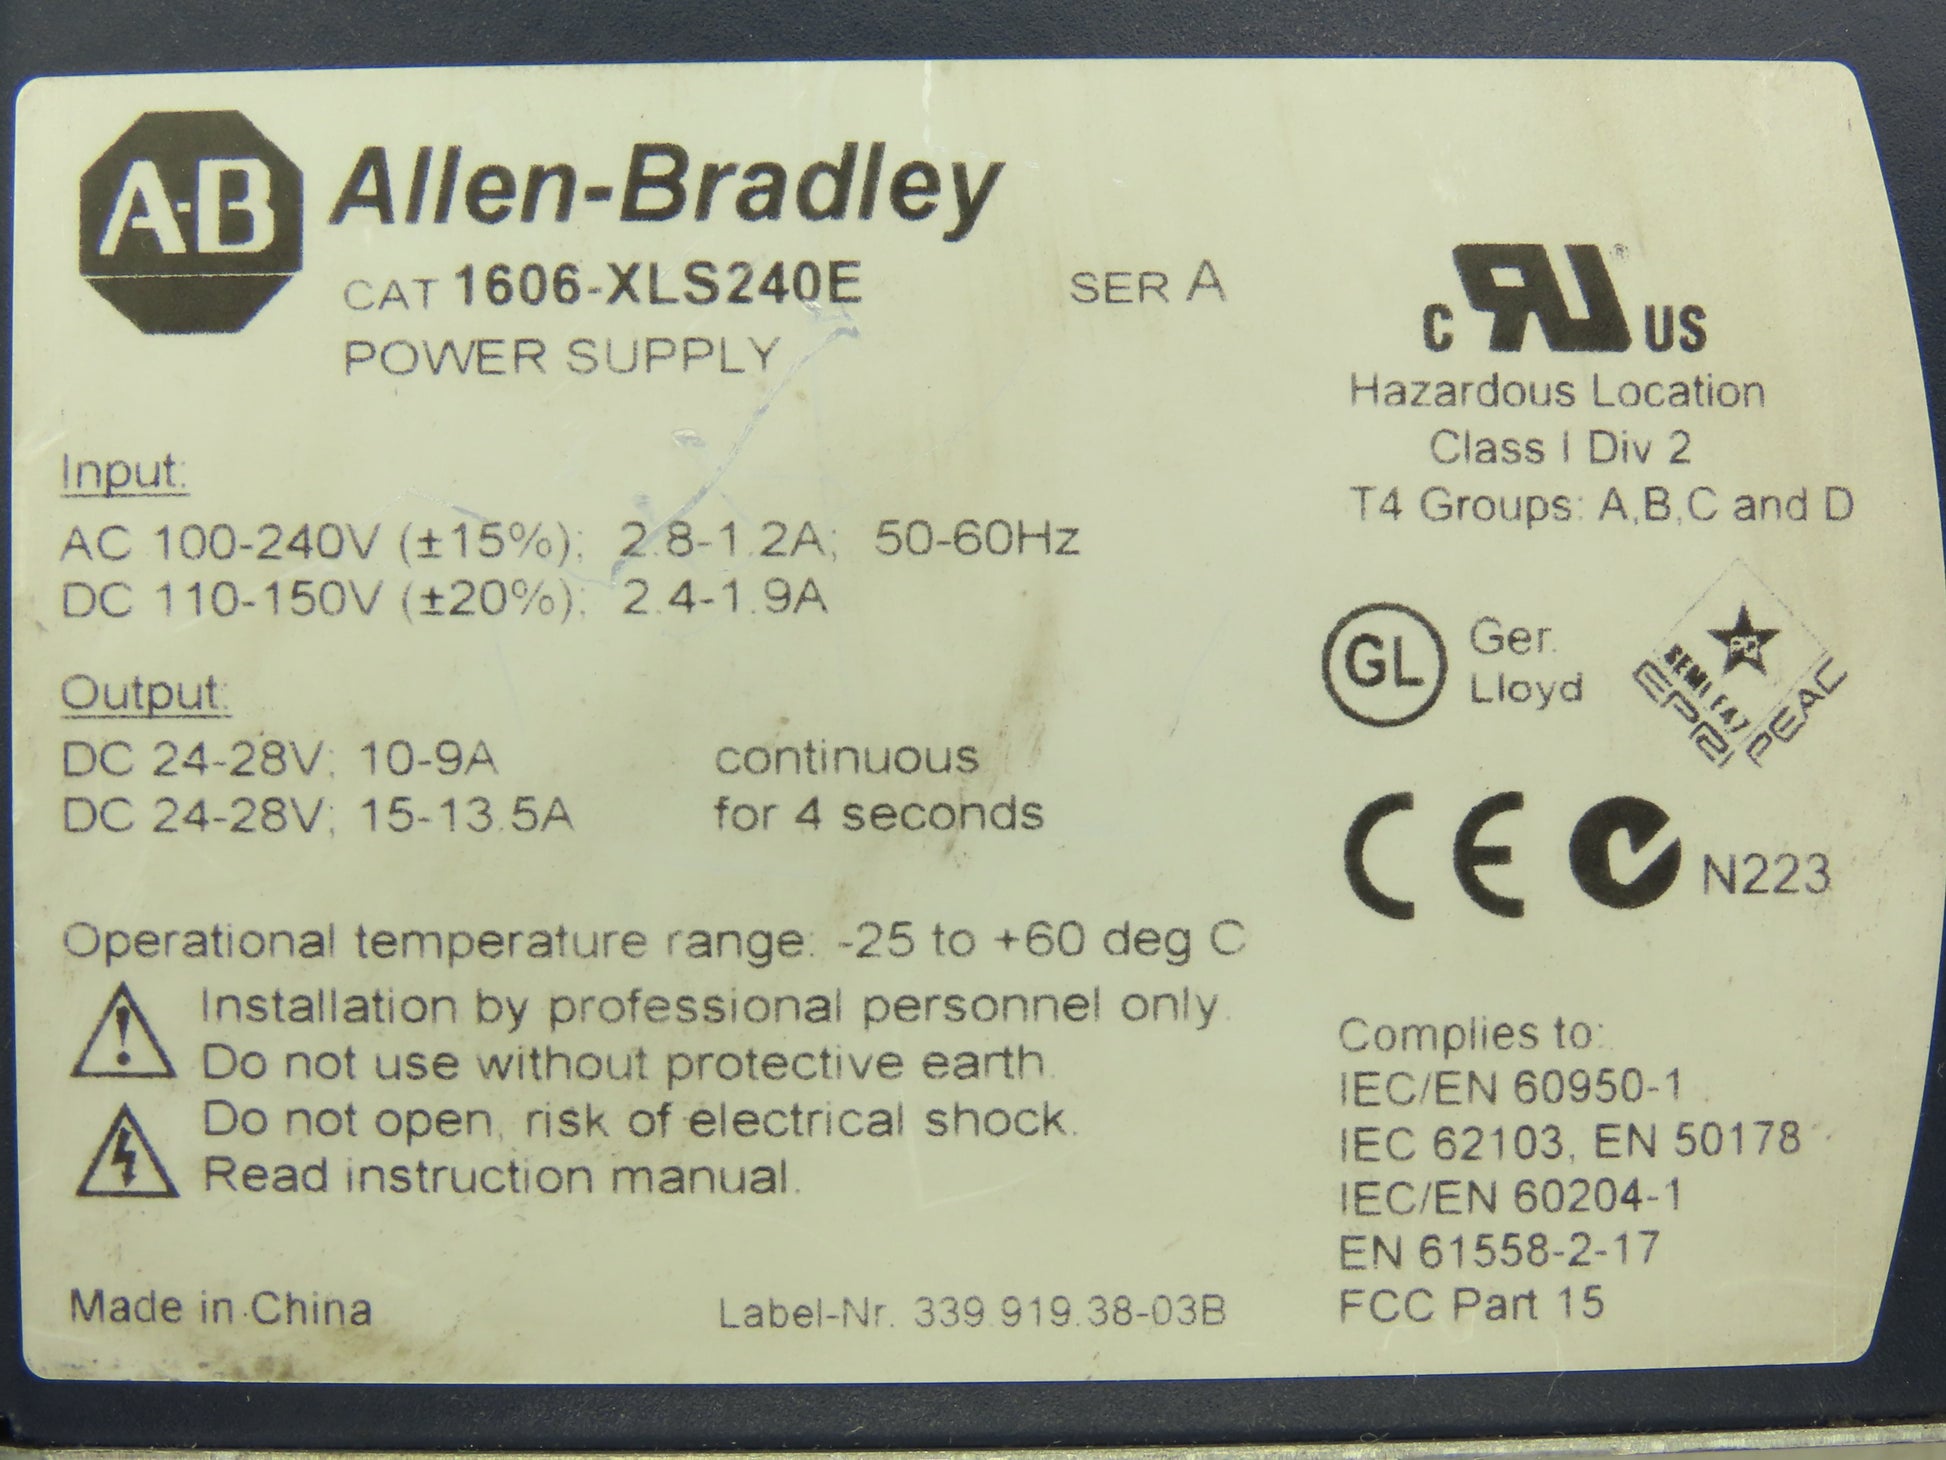 A-B Allen-Bradley
CAT 1606-XLS240E SER A
POWER SUPPLY
Input:
AC 100-240V (±15%); 2.8-1.2A; 50-60Hz
DC 110-150V (±20%); 2.4-1.9A
Output:
DC 24-28V; 10-9A continuous
DC 24-28V; 15-13.5A for 4 seconds
Operational temperature range: -25 to +60 deg C
Installation by professional personnel only.
Do not use without protective earth.
Do not open, risk of electrical shock.
Read instruction manual.
Made in China
Label-Nr. 339.919.38-03B
C RU ® US
Hazardous Location
Class I Div 2
T4 Groups: A,B,C and D
GL
Ger.
Lloyd
SEMI F47
EPRI PEAC
CE N223
Complies to:
IEC/EN 60950-1
IEC 62103, EN 50178
IEC/EN 60204-1
EN 61558-2-17
FCC Part 15